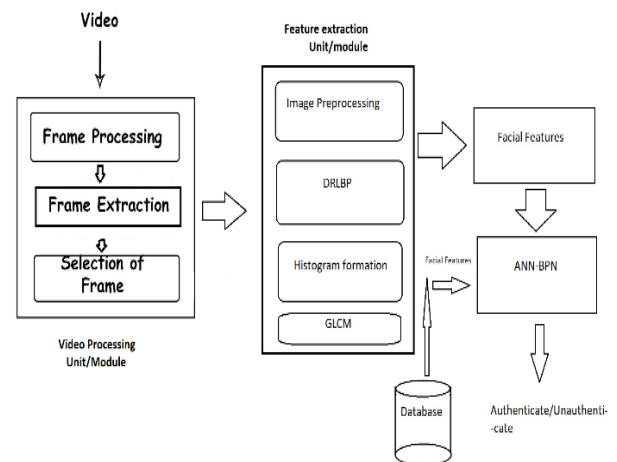 Video
Frame Processing
Frame Extraction
Selection of
Frame
Video Processing
Unit/Module
Feature extraction
Unit/module
Image Preprocessing
DRLBP
Histogram formation
GLCM
Facial Features
Facial Features
ANN-BPN
Database
Authenticate/Unauthenti-
-cate